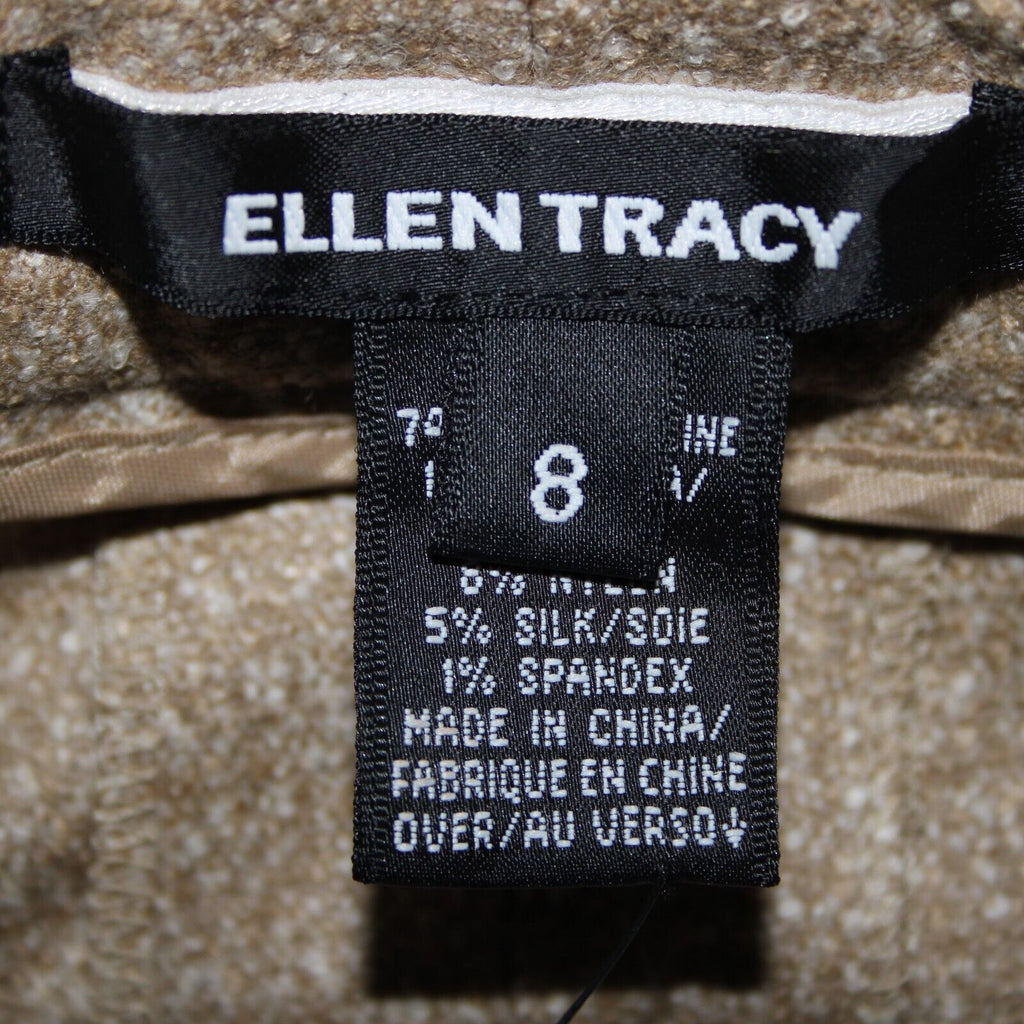 ELLEN TRACY
8
5% SILK/SOIE
1% SPANDEX
MADE IN CHINA/
FABRIQUE EN CHINE
OVER/AU VERSO